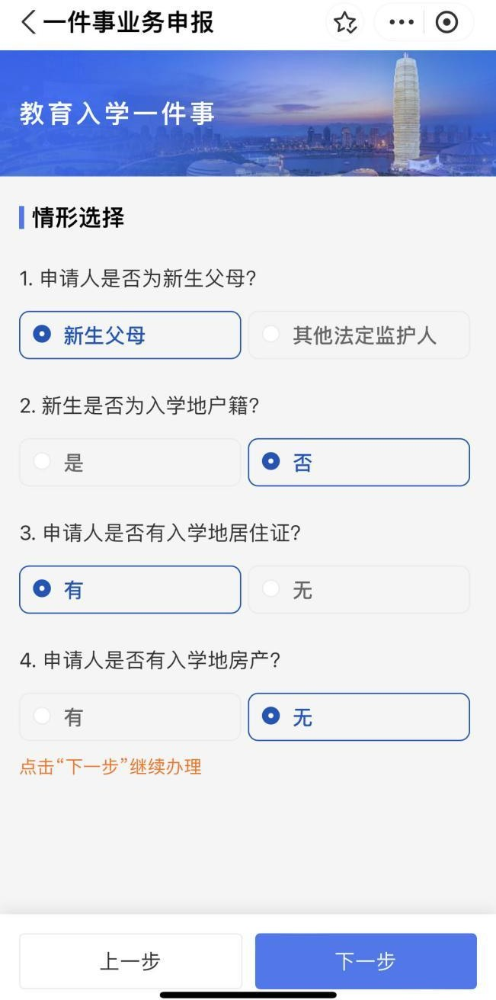 一件事业务申报
教育入学一件事
情形选择
1. 申请人是否为新生父母?
新生父母 其他法定监护人
2. 新生是否为入学地户籍?
是 否
3. 申请人是否有入学地居住证?
有 无
4. 申请人是否有入学地房产?
有 无
点击“下一步”继续办理
上一步 下一步